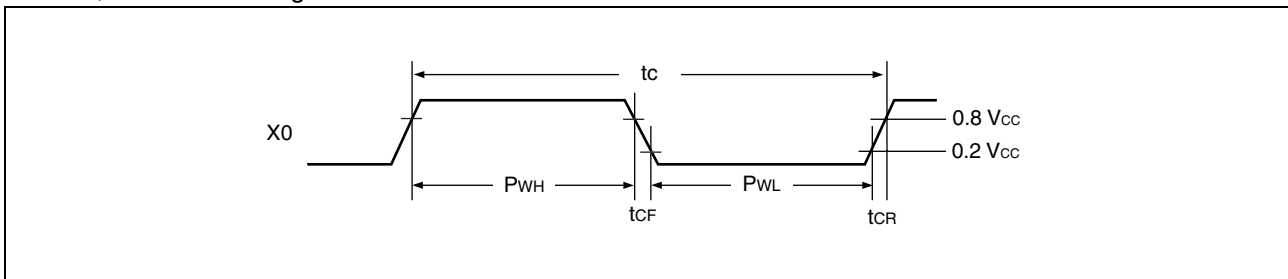 tc
X0
0.8 Vcc
0.2 Vcc
PWH
PWL
tCF
tCR